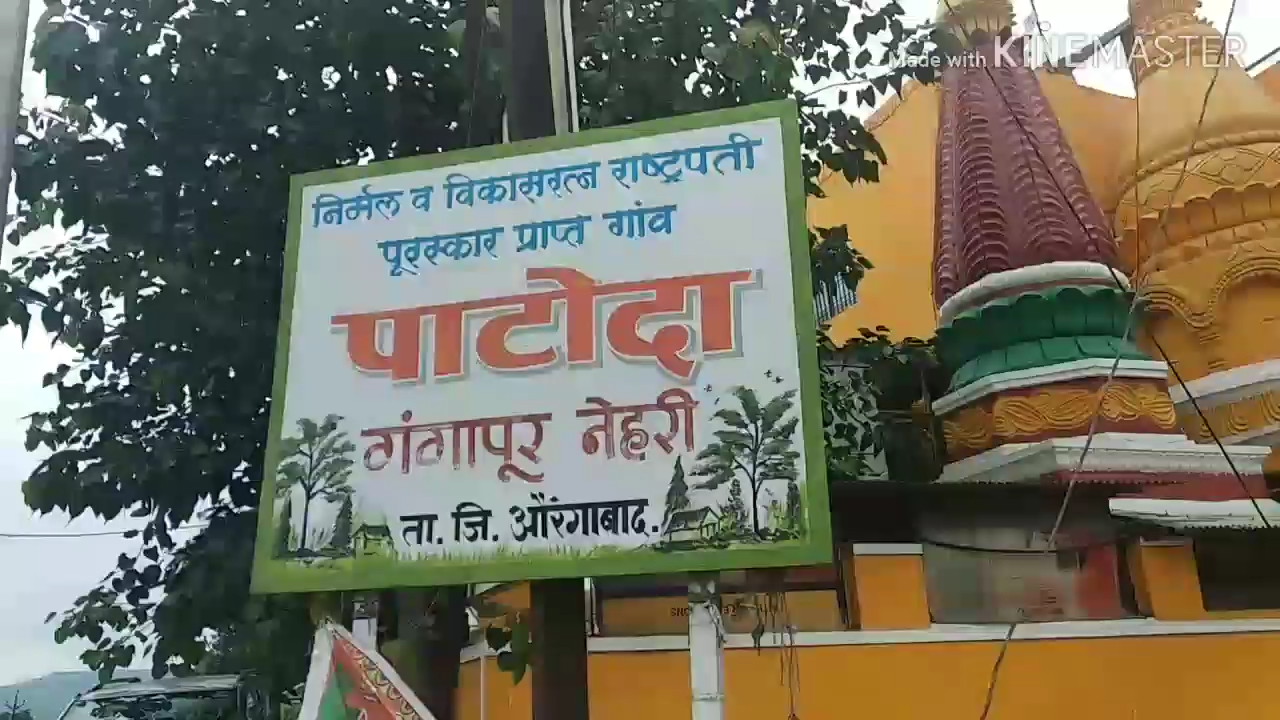 Made with KINEMASTER
निर्मल व विकासरत्न राष्ट्रपती
पूरस्कार प्राप्त गांव
पाटोदा
गंगापूर नेहरी
ता. जि. औरंगाबाद.